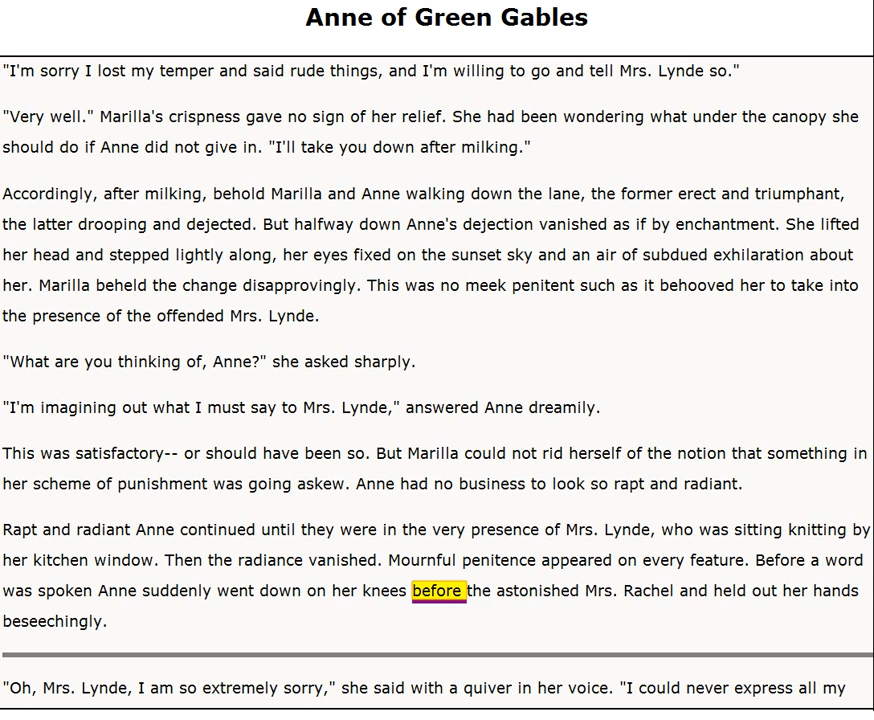 Anne of Green Gables
"I'm sorry I lost my temper and said rude things, and I'm willing to go and tell Mrs. Lynde so."
"Very well." Marilla's crispness gave no sign of her relief. She had been wondering what under the canopy she
should do if Anne did not give in. "I'll take you down after milking."
Accordingly, after milking, behold Marilla and Anne walking down the lane, the former erect and triumphant,
the latter drooping and dejected. But halfway down Anne's dejection vanished as if by enchantment. She lifted
her head and stepped lightly along, her eyes fixed on the sunset sky and an air of subdued exhilaration about
her. Marilla beheld the change disapprovingly. This was no meek penitent such as it behooved her to take into
the presence of the offended Mrs. Lynde.
"What are you thinking of, Anne?" she asked sharply.
"I'm imagining out what I must say to Mrs. Lynde," answered Anne dreamily.
This was satisfactory-- or should have been so. But Marilla could not rid herself of the notion that something in
her scheme of punishment was going askew. Anne had no business to look so rapt and radiant.
Rapt and radiant Anne continued until they were in the very presence of Mrs. Lynde, who was sitting knitting by
her kitchen window. Then the radiance vanished. Mournful penitence appeared on every feature. Before a word
was spoken Anne suddenly went down on her knees before the astonished Mrs. Rachel and held out her hands
beseechingly.
"Oh, Mrs. Lynde, I am so extremely sorry," she said with a quiver in her voice. "I could never express all my